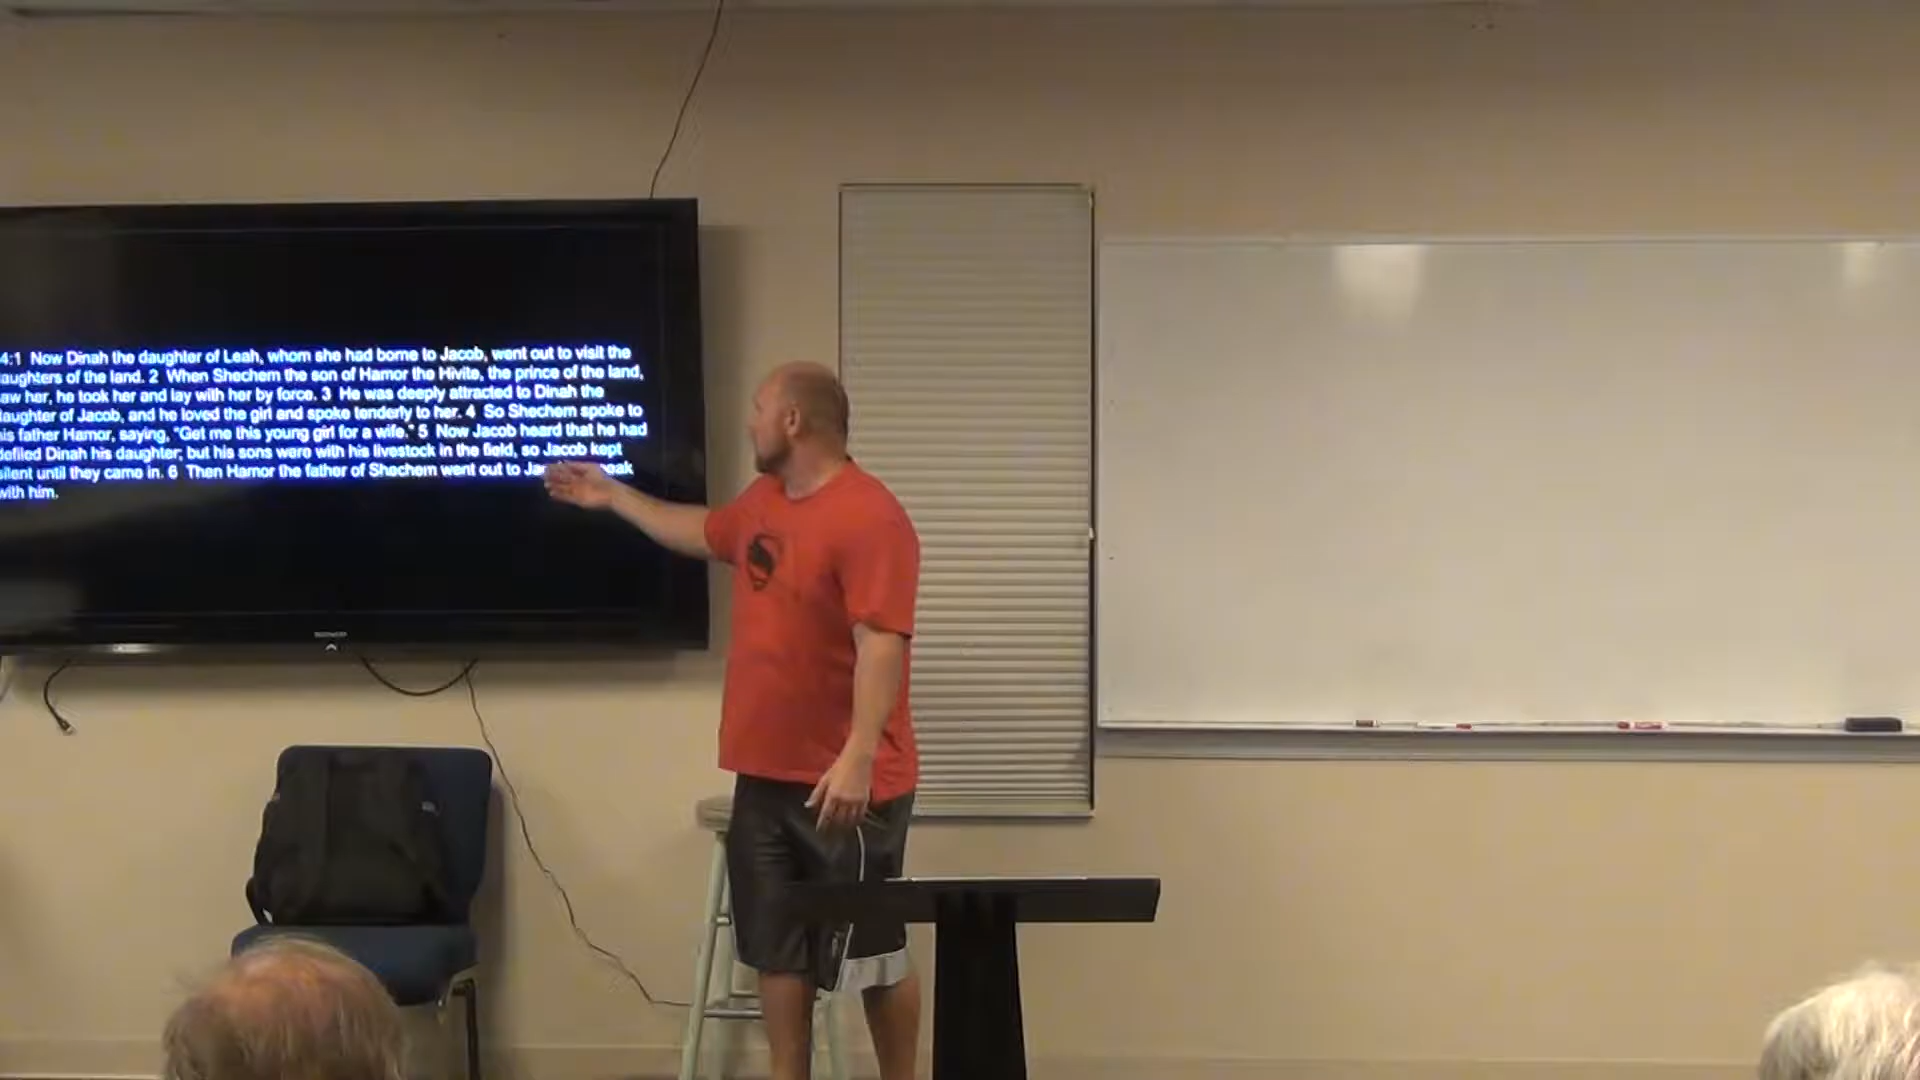 4:1 Now Dinah the daughter of Leah, whom she had borne to Jacob, went out to visit the
aughters of the land. 2 When Shechem the son of Hamor the Hivite, the prince of the land,
aw her, he took her and lay with her by force. 3 He was deeply attracted to Dinah the
daughter of Jacob, and he loved the girl and spoke tenderly to her. 4 So Shechem spoke to
is father Hamor, saying, "Get me this young girl for a wife." 5 Now Jacob heard that he had
defiled Dinah his daughter; but his sons were with his livestock in the field, so Jacob kept
silent until they came in. 6 Then Hamor the father of Shechem went out to Ja eak
with him.